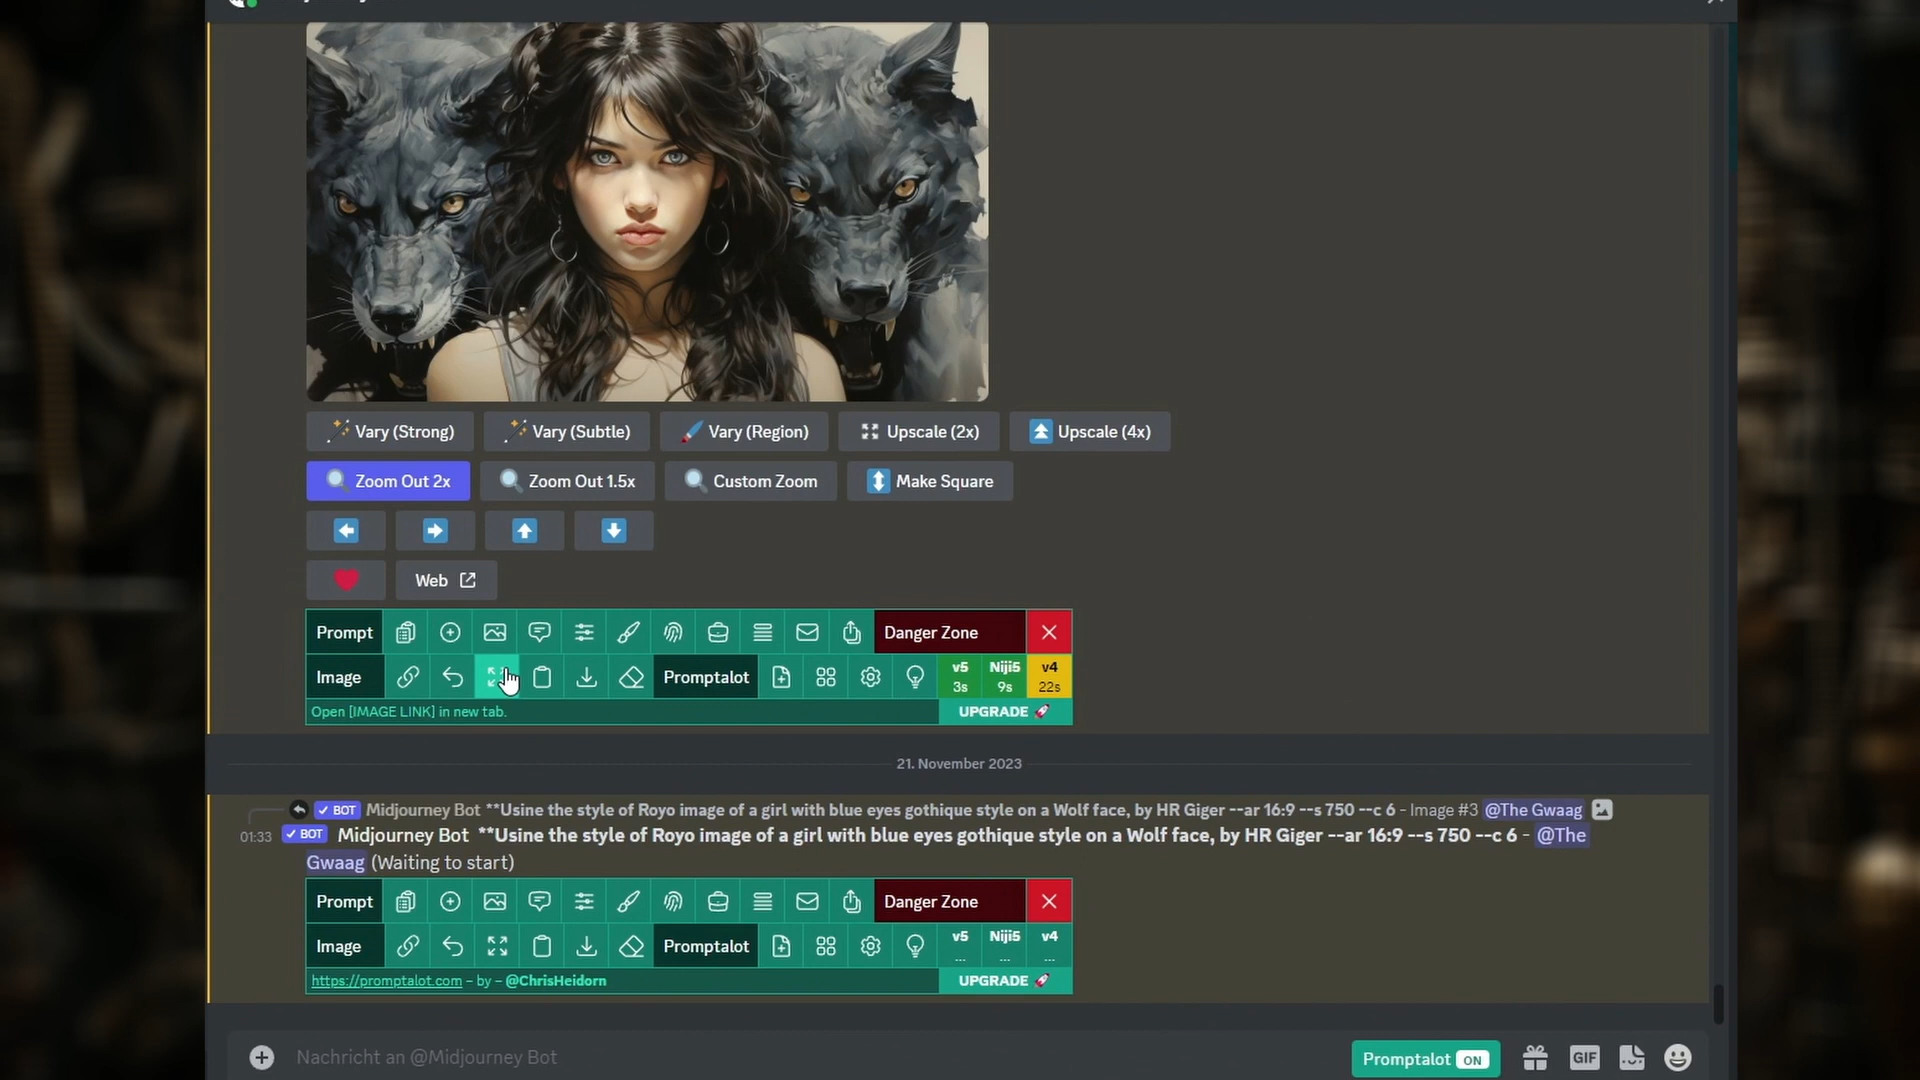 Vary (Strong) Vary (Subtle) Vary (Region) Upscale (2x) Upscale (4x)
Zoom Out 2x Zoom Out 1.5x Custom Zoom Make Square
Web
Prompt Danger Zone
Image Promptalot v5 3s Niji5 9s v4 22s
Open [IMAGE LINK] in new tab. UPGRADE
21. November 2023
BOT Midjourney Bot **Usine the style of Royo image of a girl with blue eyes gothique style on a Wolf face, by HR Giger --ar 16:9 --s 750 --c 6 - Image #3 @The Gwaag
01:33 BOT Midjourney Bot **Usine the style of Royo image of a girl with blue eyes gothique style on a Wolf face, by HR Giger --ar 16:9 --s 750 --c 6 - @The
Gwaag (Waiting to start)
Prompt Danger Zone
Image Promptalot v5 ... Niji5 ... v4 ...
https://promptalot.com – by – @ChrisHeidorn UPGRADE
Nachricht an @Midjourney Bot Promptalot ON GIF